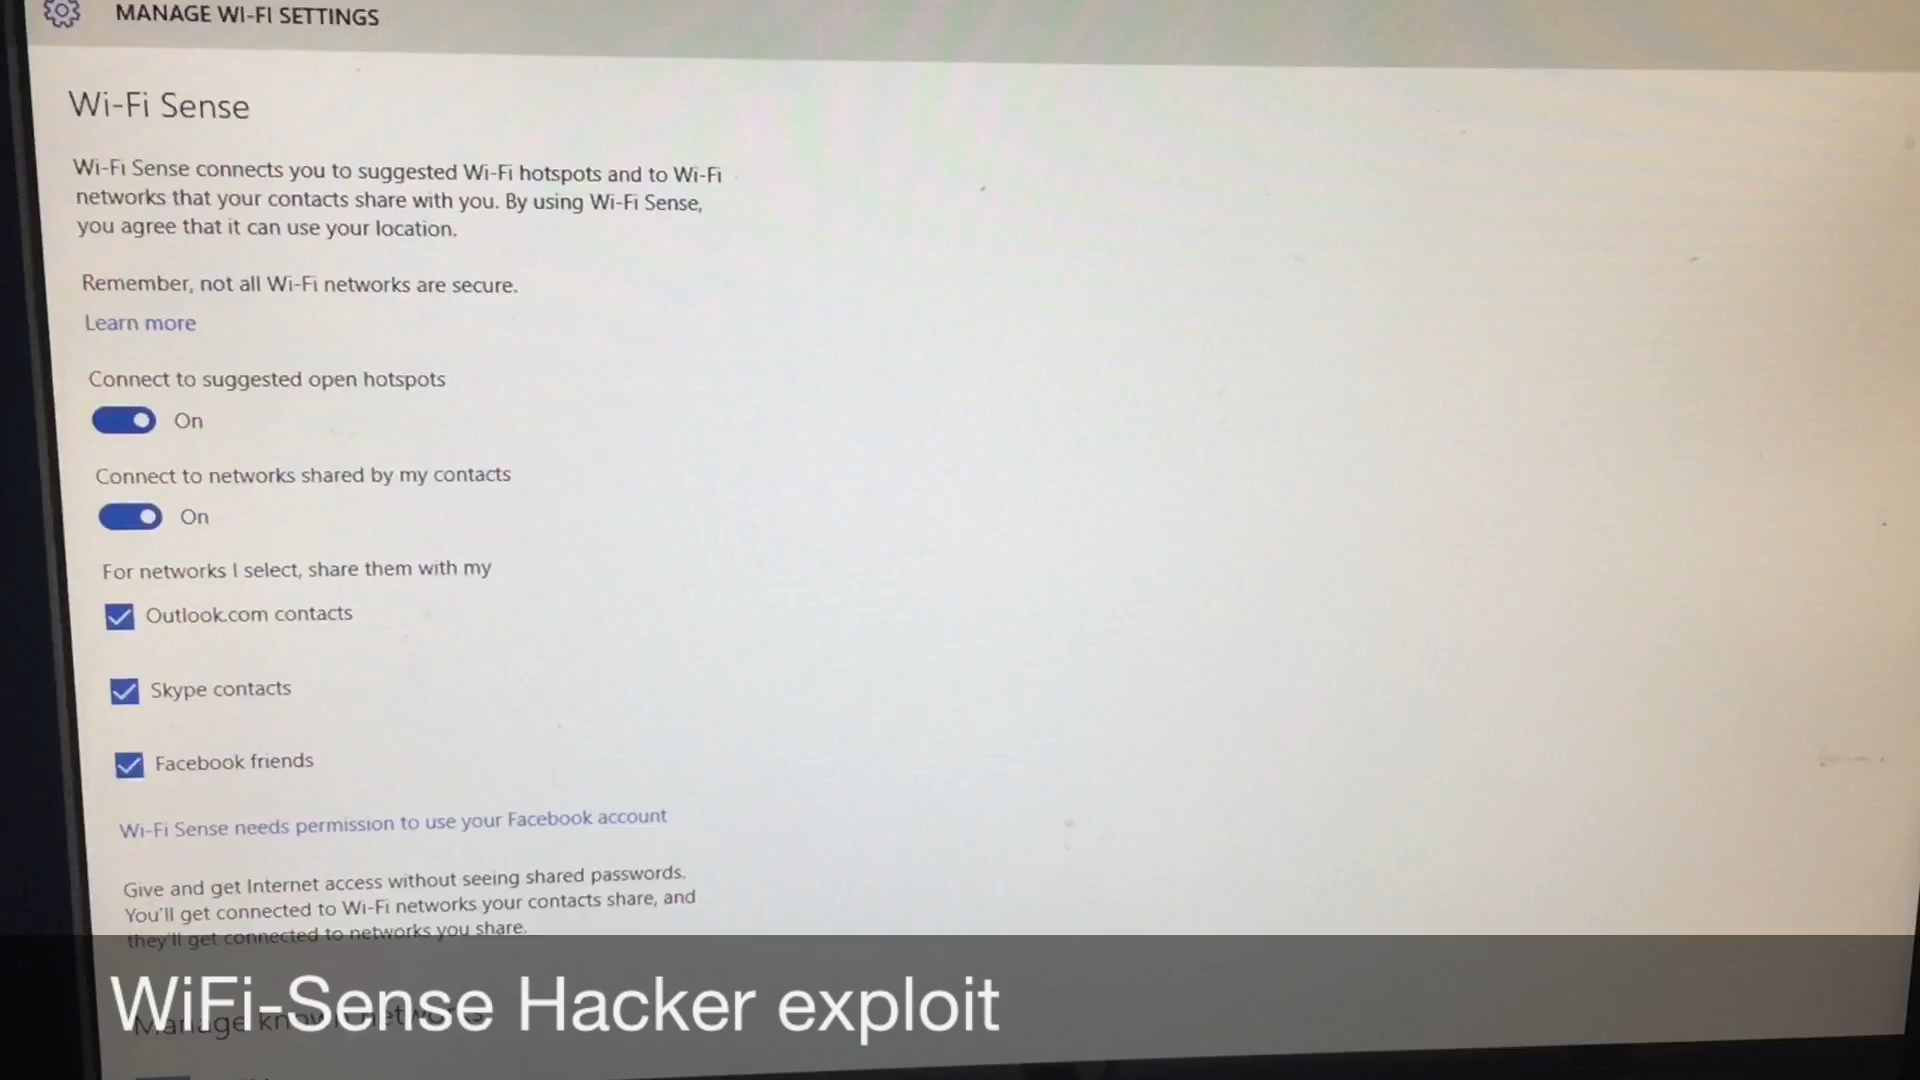 MANAGE WI-FI SETTINGS
Wi-Fi Sense
Wi-Fi Sense connects you to suggested Wi-Fi hotspots and to Wi-Fi
networks that your contacts share with you. By using Wi-Fi Sense,
you agree that it can use your location.
Remember, not all Wi-Fi networks are secure.
Learn more
Connect to suggested open hotspots
On
Connect to networks shared by my contacts
On
For networks I select, share them with my
Outlook.com contacts
Skype contacts
Facebook friends
Wi-Fi Sense needs permission to use your Facebook account
Give and get Internet access without seeing shared passwords.
You'll get connected to Wi-Fi networks your contacts share, and
they'll get connected to networks you share.
WiFi-Sense Hacker exploit
Manage known networks